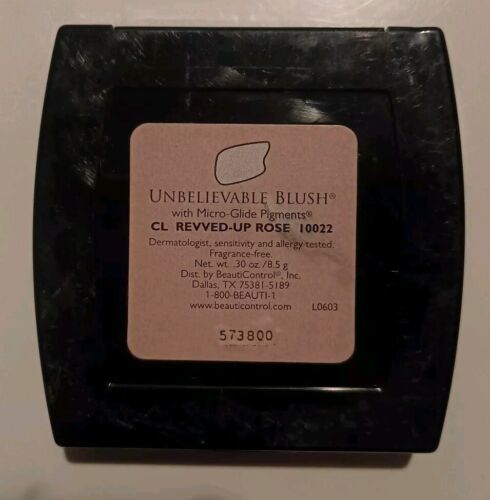 UNBELIEVABLE BLUSH®
with Micro-Glide Pigments®
CL REVVED-UP ROSE 10022
Dermatologist, sensitivity and allergy tested.
Fragrance-free.
Net. wt. .30 oz./8.5 g
Dist. by BeautiControl®, Inc.
Dallas, TX 75381-5189
1-800-BEAUTI-1
www.beauticontrol.com L0603
573800